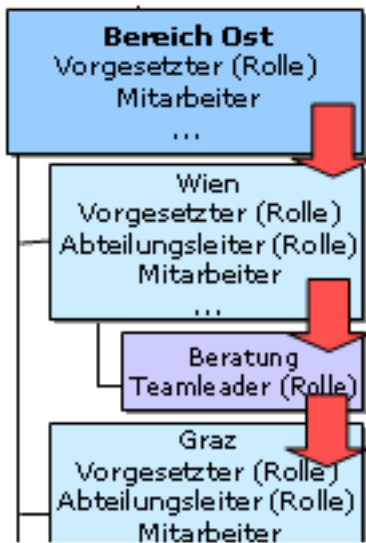 Bereich Ost
Vorgesetzter (Rolle)
Mitarbeiter
...
Wien
Vorgesetzter (Rolle)
Abteilungsleiter (Rolle)
Mitarbeiter
...
Beratung
Teamleader (Rolle)
Graz
Vorgesetzter (Rolle)
Abteilungsleiter (Rolle)
Mitarbeiter